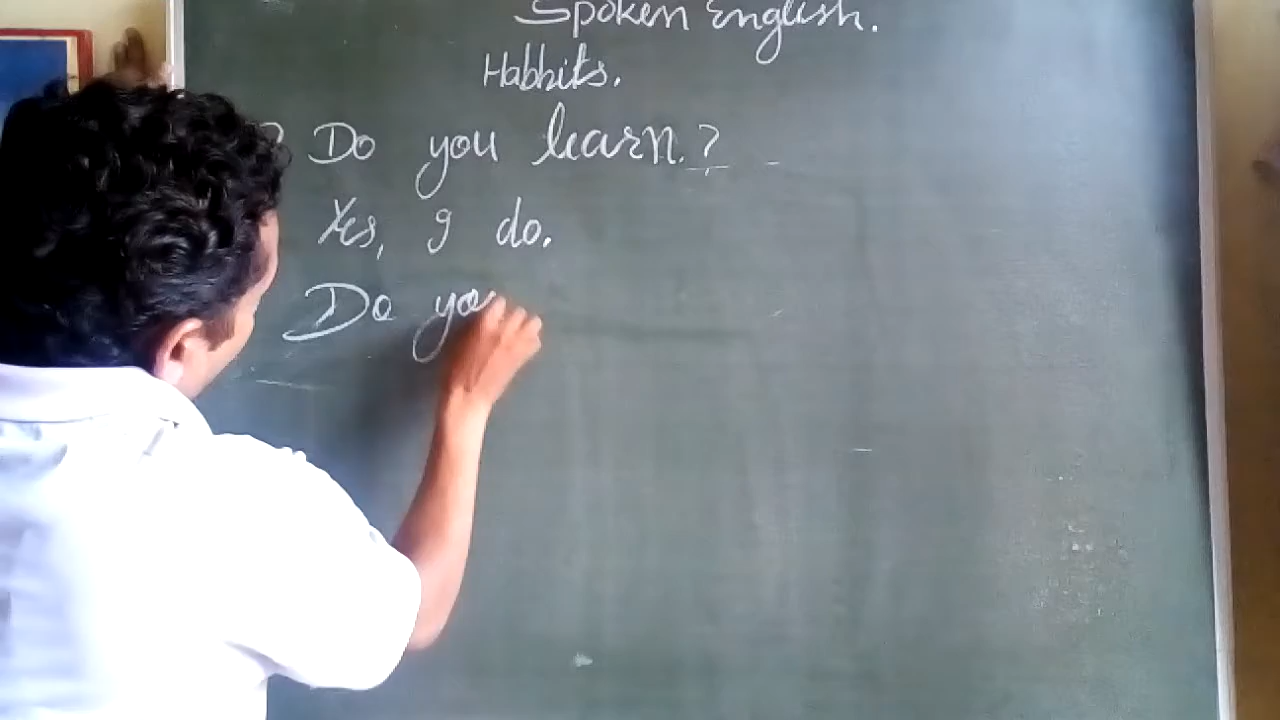 Spoken English.
Habbits.
? Do you learn.?
Yes, I do.
Do yo